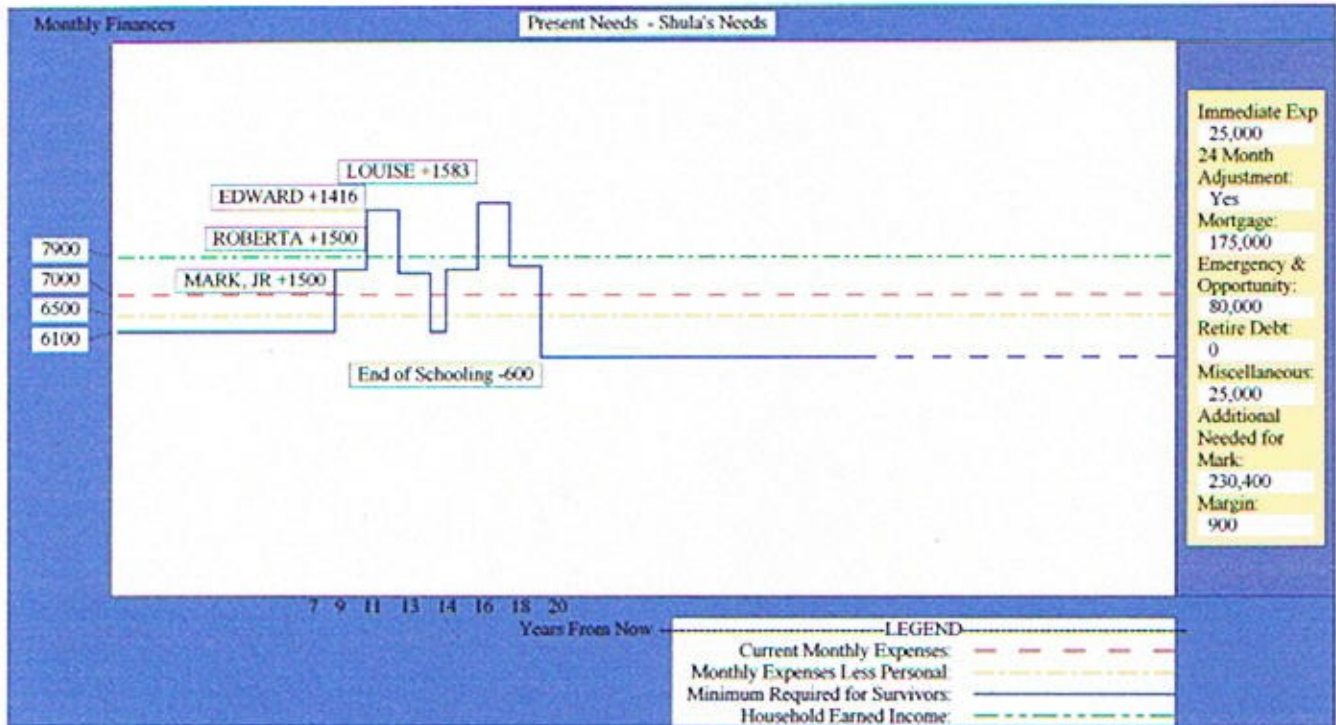 Monthly Finances
Present Needs - Shula's Needs
LOUISE +1583
EDWARD +1416
ROBERTA +1500
MARK, JR +1500
7900
7000
6500
6100
End of Schooling -600
Immediate Exp
25,000
24 Month
Adjustment:
Yes
Mortgage:
175,000
Emergency &
Opportunity:
80,000
Retire Debt:
0
Miscellaneous:
25,000
Additional
Needed for
Mark:
230,400
Margin:
900
7 9 11 13 14 16 18 20
Years From Now
LEGEND
Current Monthly Expenses:
Monthly Expenses Less Personal:
Minimum Required for Survivors:
Household Earned Income: